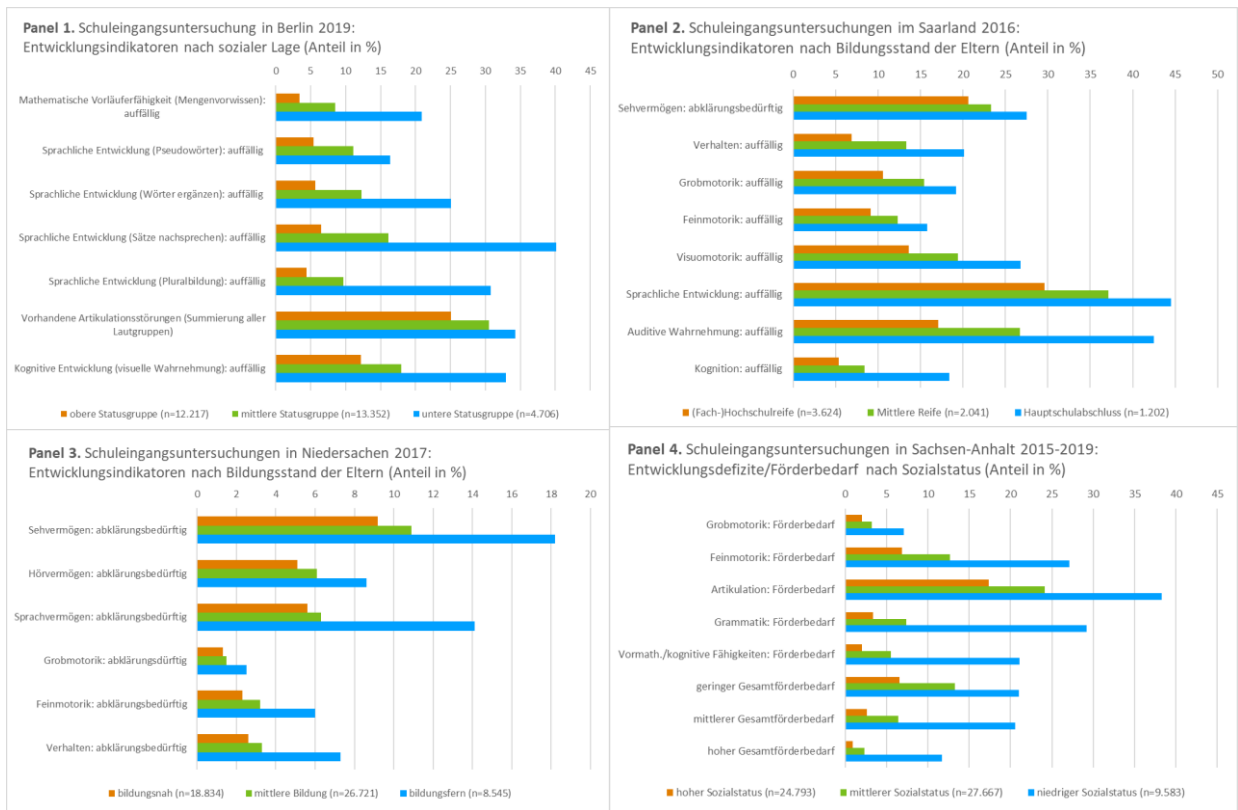 Panel 1. Schuleingangsuntersuchung in Berlin 2019:
Entwicklungsindikatoren nach sozialer Lage (Anteil in %)
0 5 10 15 20 25 30 35 40 45
Mathematische Vorläuferfähigkeit (Mengenvorwissen):
auffällig
Sprachliche Entwicklung (Pseudowörter): auffällig
Sprachliche Entwicklung (Wörter ergänzen): auffällig
Sprachliche Entwicklung (Sätze nachsprechen): auffällig
Sprachliche Entwicklung (Pluralbildung): auffällig
Vorhandene Artikulationsstörungen (Summierung aller
Lautgruppen)
Kognitive Entwicklung (visuelle Wahrnehmung): auffällig
obere Statusgruppe (n=12.217) mittlere Statusgruppe (n=13.352) untere Statusgruppe (n=4.706)
Panel 2. Schuleingangsuntersuchungen im Saarland 2016:
Entwicklungsindikatoren nach Bildungsstand der Eltern (Anteil in %)
0 5 10 15 20 25 30 35 40 45 50
Sehvermögen: abklärungsbedürftig
Verhalten: auffällig
Grobmotorik: auffällig
Feinmotorik: auffällig
Visuomotorik: auffällig
Sprachliche Entwicklung: auffällig
Auditive Wahrnehmung: auffällig
Kognition: auffällig
(Fach-)Hochschulreife (n=3.624) Mittlere Reife (n=2.041) Hauptschulabschluss (n=1.202)
Panel 3. Schuleingangsuntersuchungen in Niedersachen 2017:
Entwicklungsindikatoren nach Bildungsstand der Eltern (Anteil in %)
0 2 4 6 8 10 12 14 16 18 20
Sehvermögen: abklärungsbedürftig
Hörvermögen: abklärungsbedürftig
Sprachvermögen: abklärungsbedürftig
Grobmotorik: abklärungsdürftig
Feinmotorik: abklärungsbedürftig
Verhalten: abklärungsbedürftig
bildungsnah (n=18.834) mittlere Bildung (n=26.721) bildungsfern (n=8.545)
Panel 4. Schuleingangsuntersuchungen in Sachsen-Anhalt 2015-2019:
Entwicklungsdefizite/Förderbedarf nach Sozialstatus (Anteil in %)
0 5 10 15 20 25 30 35 40 45
Grobmotorik: Förderbedarf
Feinmotorik: Förderbedarf
Artikulation: Förderbedarf
Grammatik: Förderbedarf
Vormath./kognitive Fähigkeiten: Förderbedarf
geringer Gesamtförderbedarf
mittlerer Gesamtförderbedarf
hoher Gesamtförderbedarf
hoher Sozialstatus (n=24.793) mittlerer Sozialstatus (n=27.667) niedriger Sozialstatus (n=9.583)